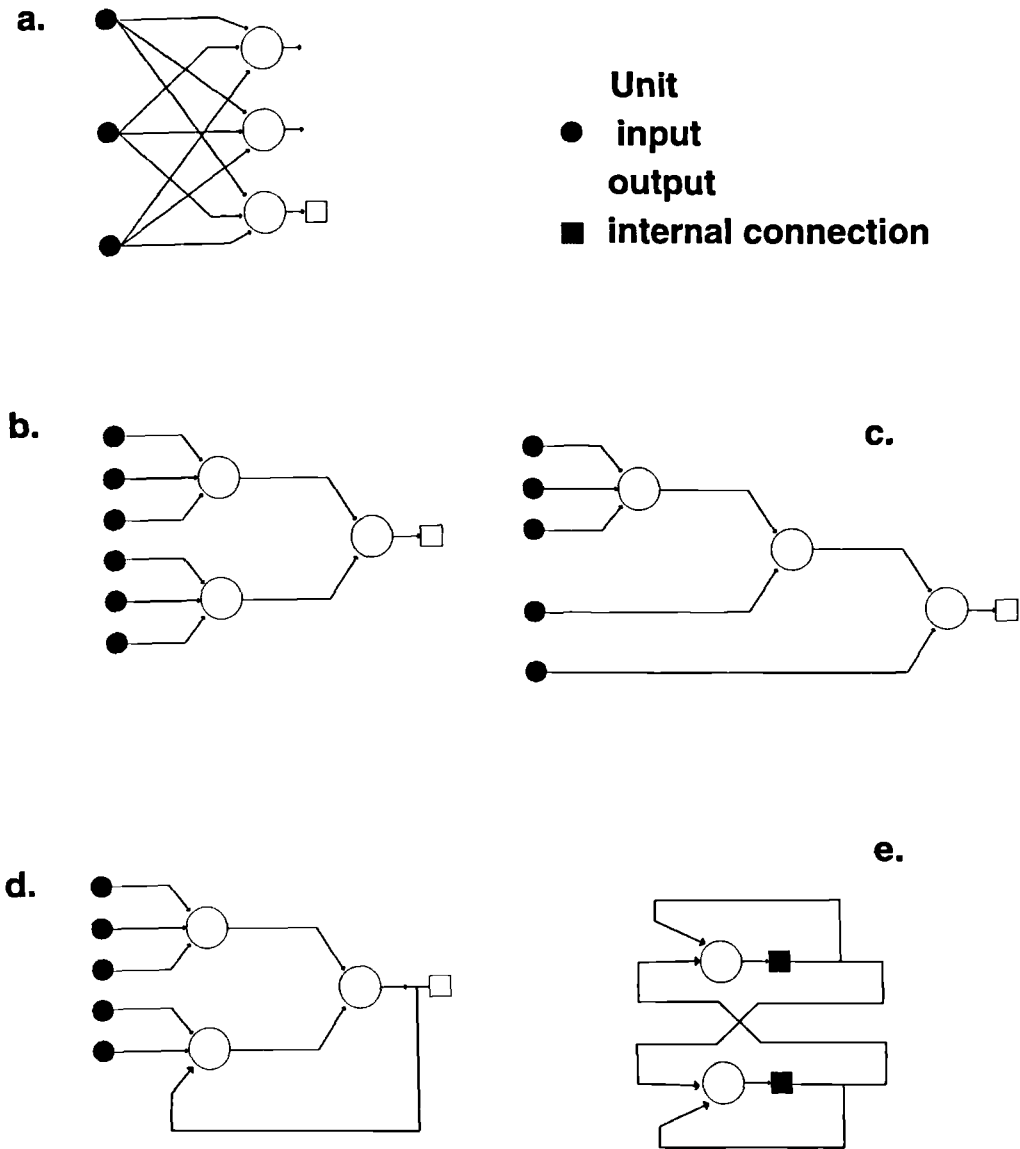 a.
Unit
input
output
internal connection
b.
c.
d.
e.